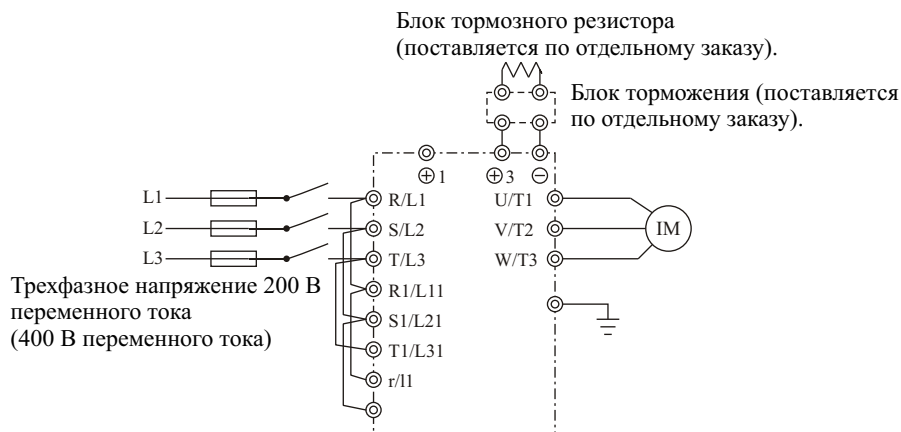 Блок тормозного резистора
(поставляется по отдельному заказу).
Блок торможения (поставляется
по отдельному заказу).
⊕1
⊕3
⊖
L1
R/L1
U/T1
L2
S/L2
V/T2
IM
L3
T/L3
W/T3
Трехфазное напряжение 200 В
переменного тока
(400 В переменного тока)
R1/L11
S1/L21
T1/L31
r/l1